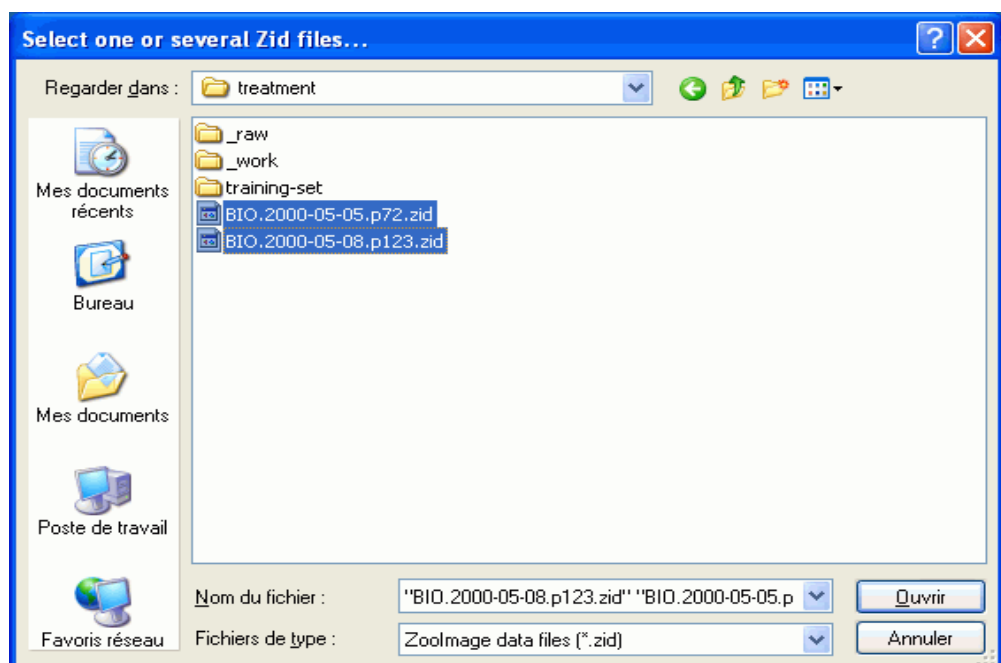 Select one or several Zid files...
Regarder dans :
treatment
_raw
_work
training-set
BIO.2000-05-05.p72.zid
BIO.2000-05-08.p123.zid
Mes documents
récents
Bureau
Mes documents
Poste de travail
Favoris réseau
Nom du fichier :
"BIO.2000-05-08.p123.zid" "BIO.2000-05-05.p
Ouvrir
Fichiers de type :
ZooImage data files (*.zid)
Annuler